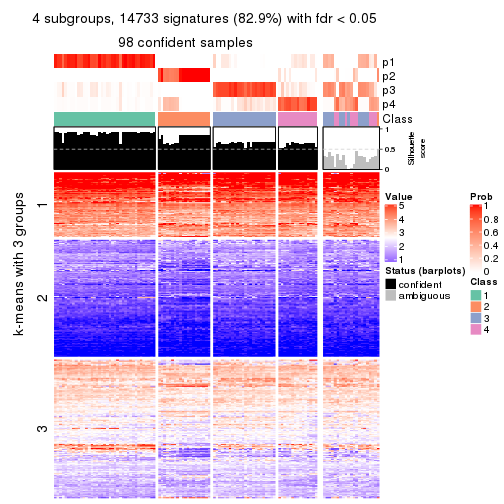 4 subgroups, 14733 signatures (82.9%) with fdr < 0.05
98 confident samples
p1
p2
p3
p4
Class
1
0.5
0
Silhouette
score
k-means with 3 groups
1
2
3
Value
5
4
3
2
1
Status (barplots)
confident
ambiguous
Prob
1
0.8
0.6
0.4
0.2
0
Class
1
2
3
4